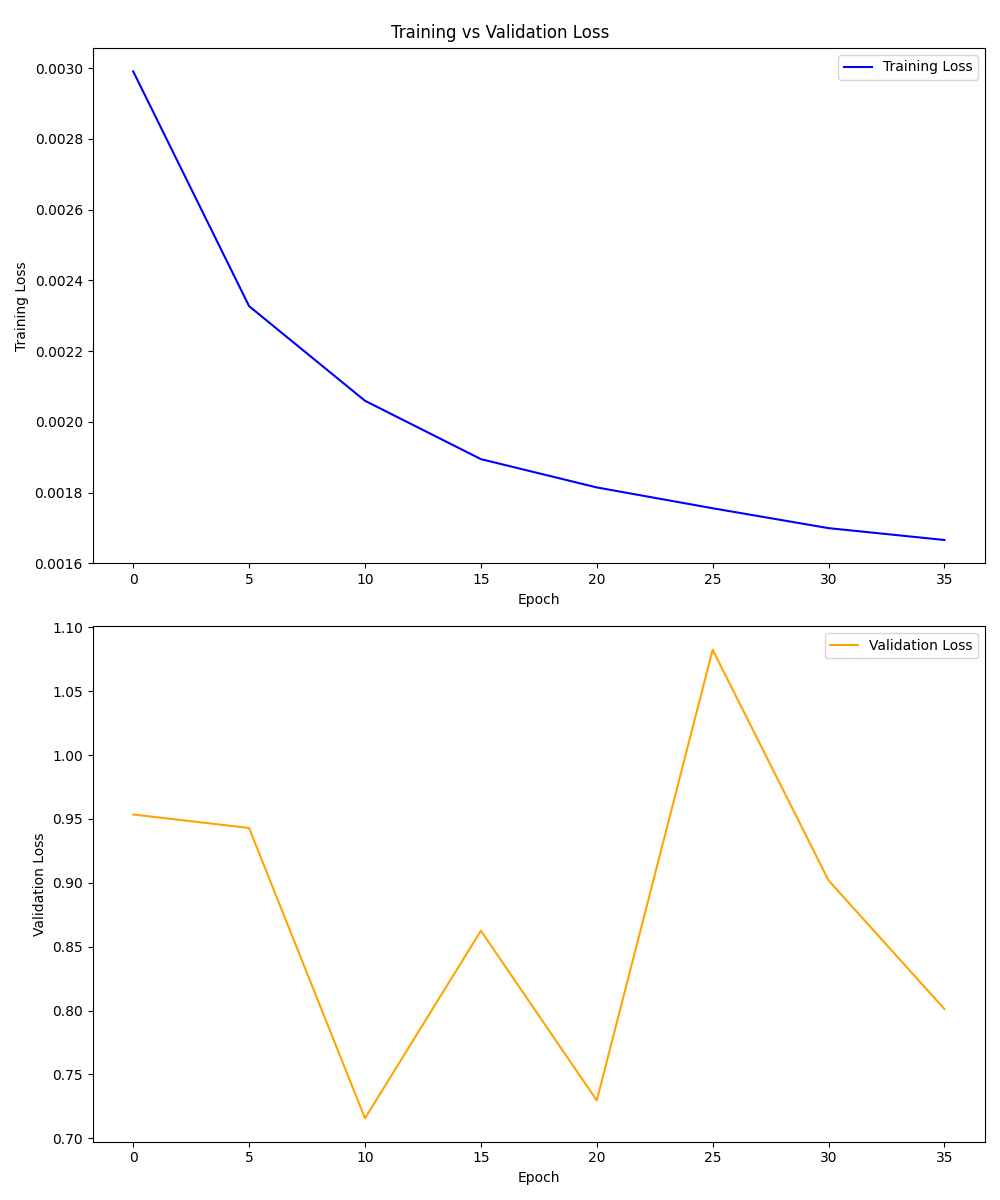 Training vs Validation Loss
Training Loss
0.0030
0.0028
0.0026
0.0024
0.0022
0.0020
0.0018
0.0016
Training Loss
0 5 10 15 20 25 30 35
Epoch
Validation Loss
1.10
1.05
1.00
0.95
0.90
0.85
0.80
0.75
0.70
Validation Loss
0 5 10 15 20 25 30 35
Epoch